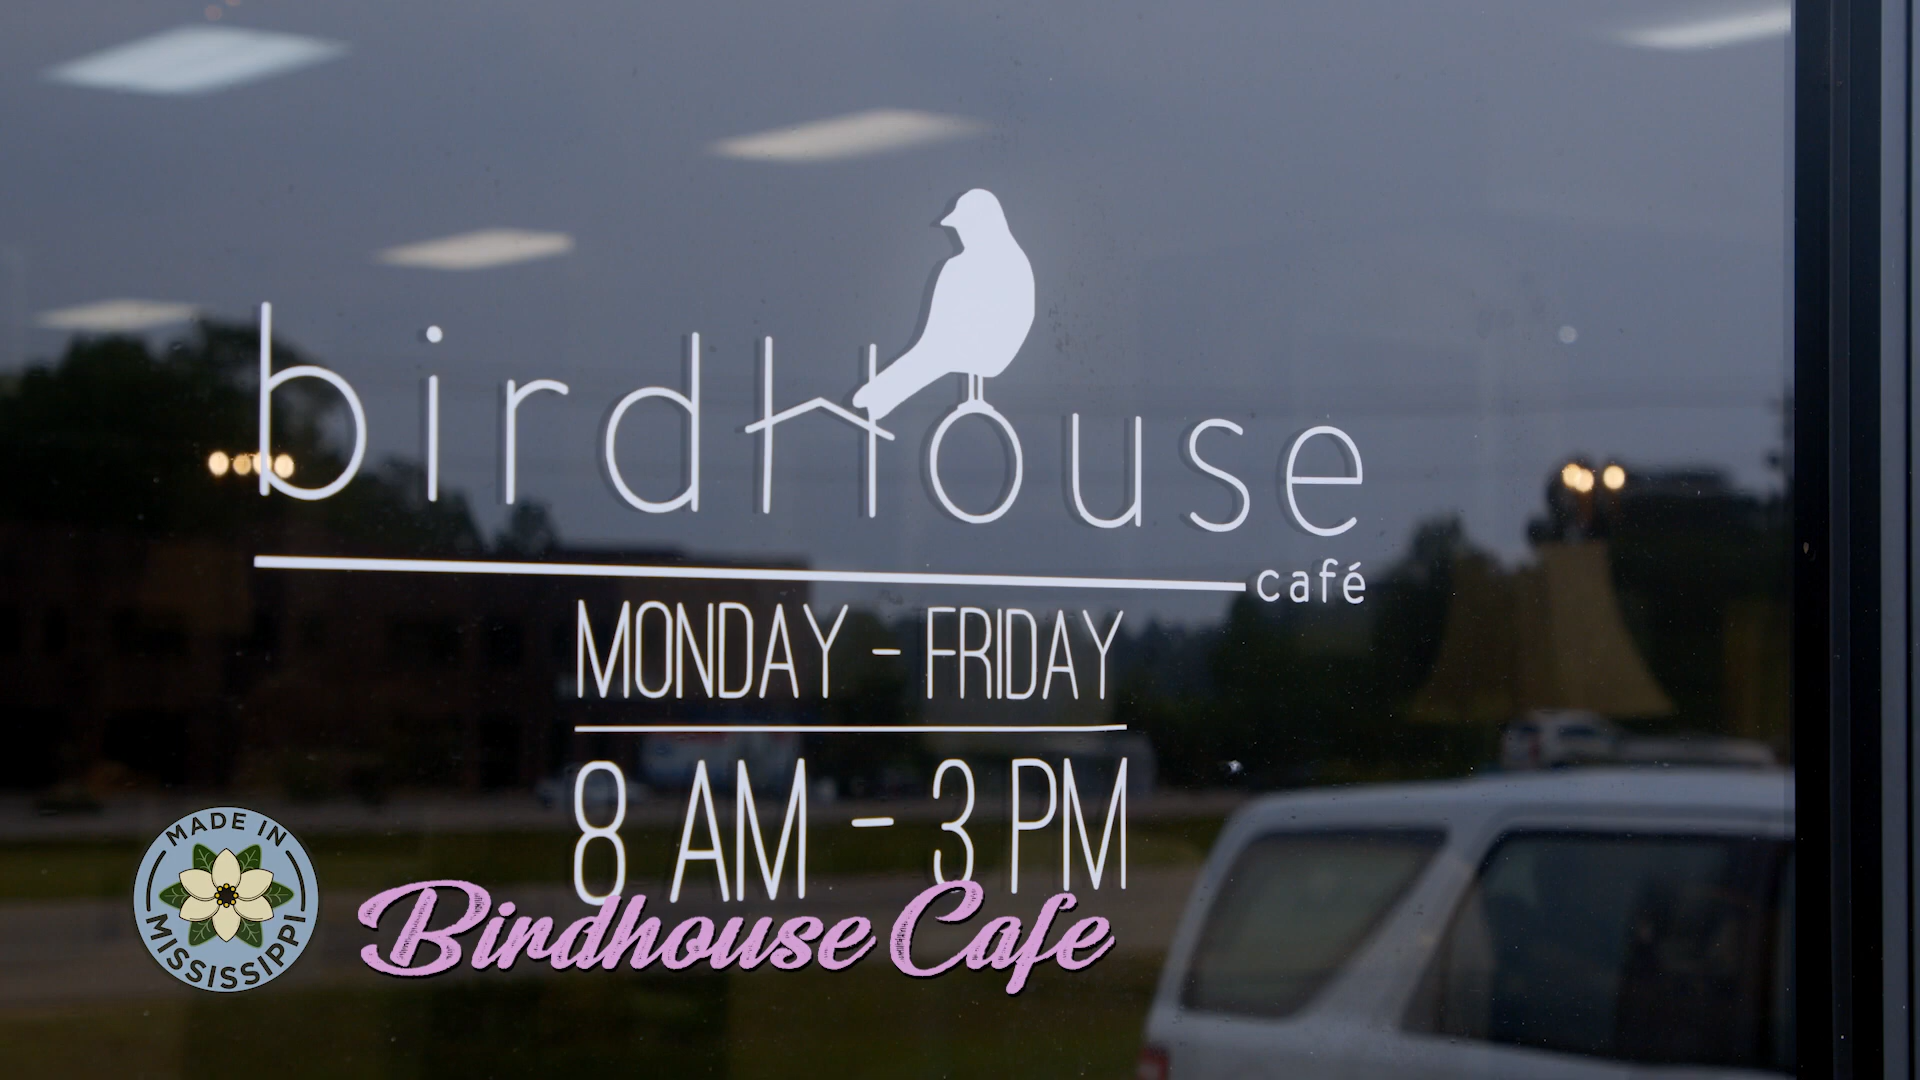 birdHouse
café
MONDAY - FRIDAY
8 AM - 3 PM
MADE IN
MISSISSIPPI
Birdhouse Cafe